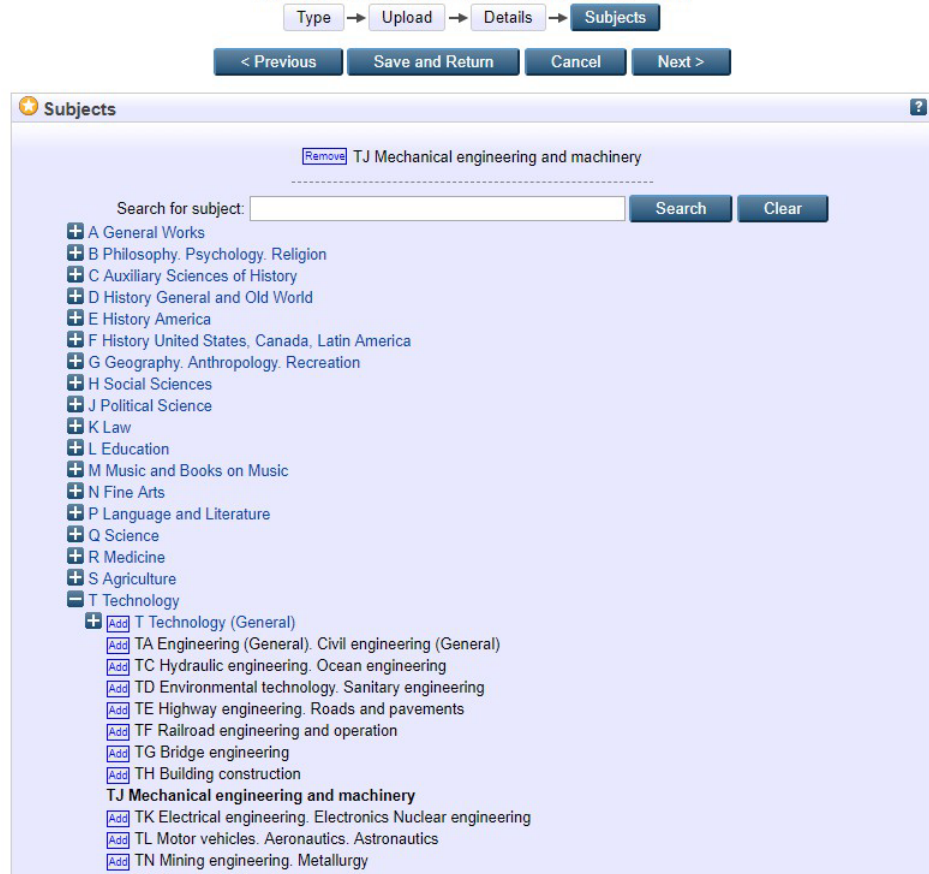 Type Upload Details Subjects
< Previous Save and Return Cancel Next >
Subjects ?
Remove TJ Mechanical engineering and machinery
Search for subject: Search Clear
A General Works
B Philosophy. Psychology. Religion
C Auxiliary Sciences of History
D History General and Old World
E History America
F History United States, Canada, Latin America
G Geography. Anthropology. Recreation
H Social Sciences
J Political Science
K Law
L Education
M Music and Books on Music
N Fine Arts
P Language and Literature
Q Science
R Medicine
S Agriculture
T Technology
Add T Technology (General)
Add TA Engineering (General). Civil engineering (General)
Add TC Hydraulic engineering. Ocean engineering
Add TD Environmental technology. Sanitary engineering
Add TE Highway engineering. Roads and pavements
Add TF Railroad engineering and operation
Add TG Bridge engineering
Add TH Building construction
TJ Mechanical engineering and machinery
Add TK Electrical engineering. Electronics Nuclear engineering
Add TL Motor vehicles. Aeronautics. Astronautics
Add TN Mining engineering. Metallurgy